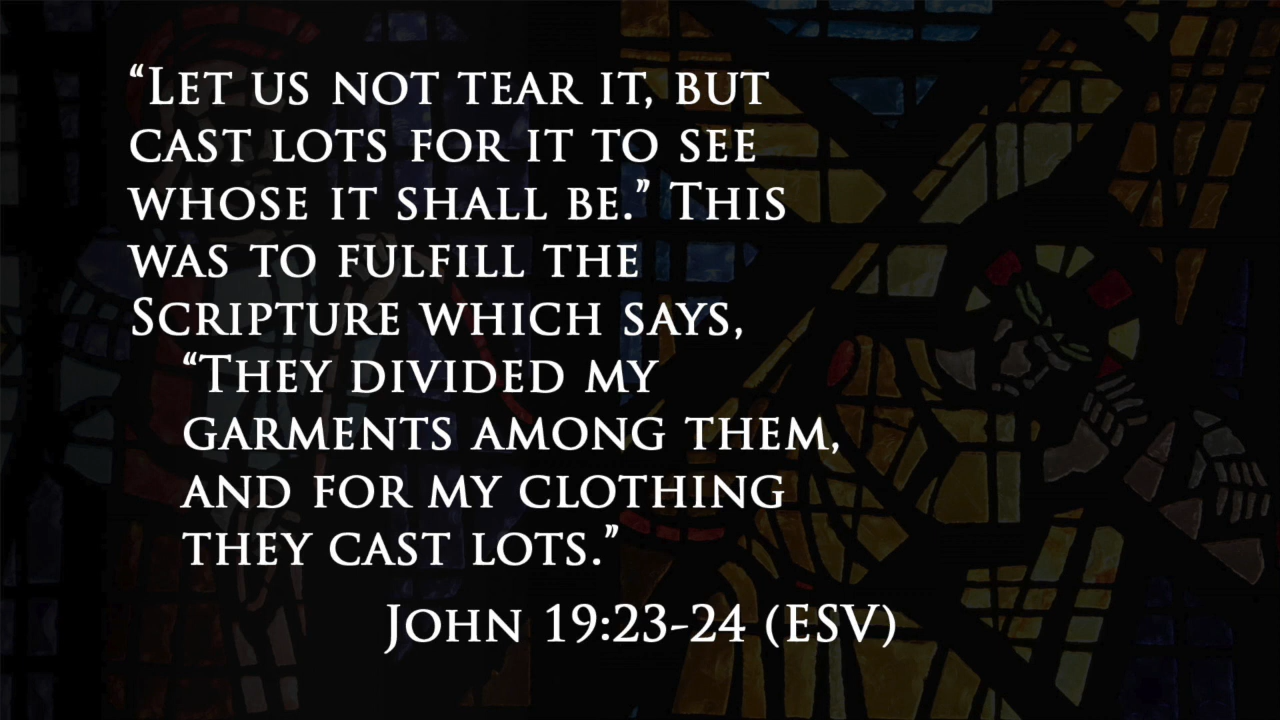 “Let us not tear it, but
cast lots for it to see
whose it shall be.” This
was to fulfill the
Scripture which says,
“They divided my
garments among them,
and for my clothing
they cast lots.”
John 19:23-24 (ESV)